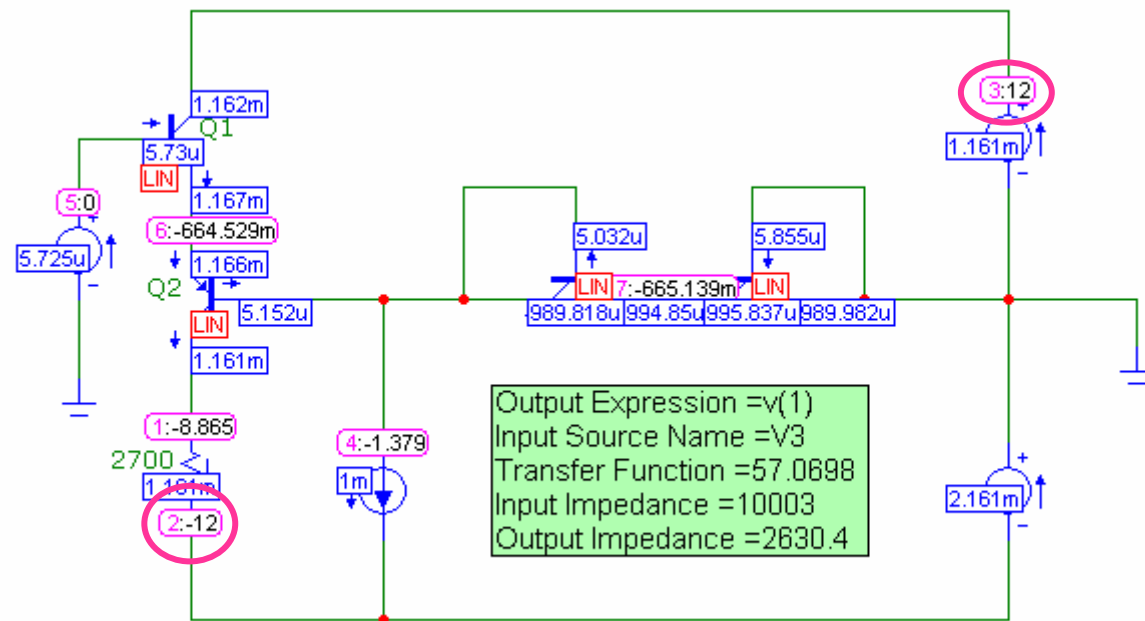 3:12
1.162m
Q1
1.161m
5.73u
LIN
5:0
1.167m
6:-664.529m
5.032u
5.855u
5.725u
1.166m
LIN
7:-665.139m
LIN
Q2
5.152u
-989.818u
994.85u
995.837u
989.982u
LIN
1.161m
Output Expression =v(1)
Input Source Name =V3
Transfer Function =57.0698
Input Impedance =10003
Output Impedance =2630.4
1:-8.865
4:-1.379
2700
1m
1.161m
2.161m
2:-12